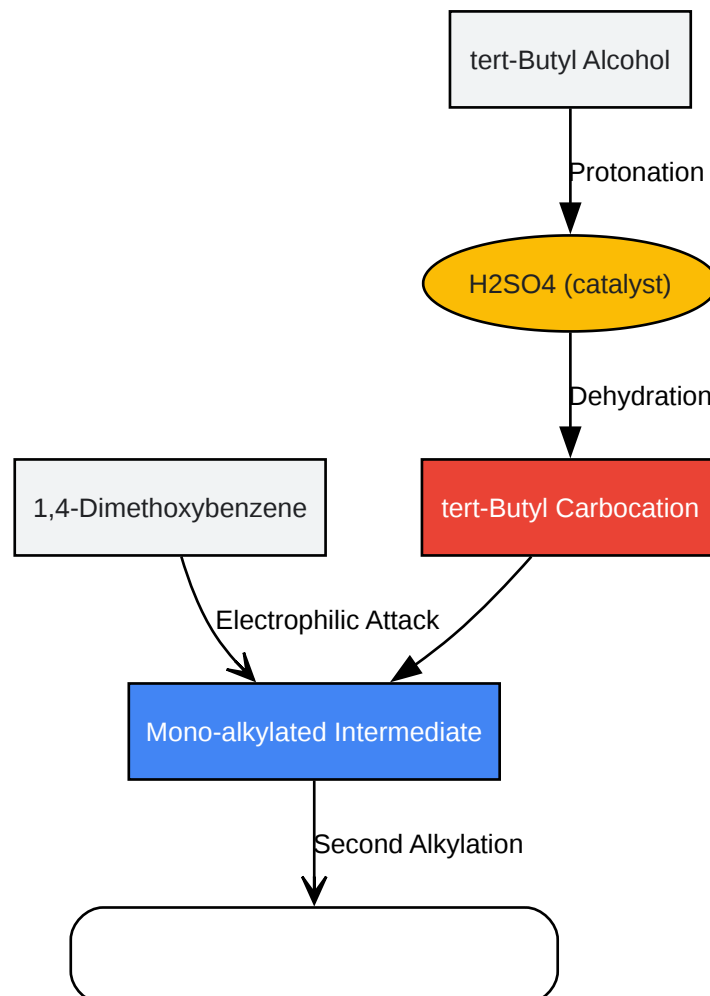 tert-Butyl Alcohol
Protonation
H2SO4 (catalyst)
Dehydration
1,4-Dimethoxybenzene
tert-Butyl Carbocation
Electrophilic Attack
Mono-alkylated Intermediate
Second Alkylation